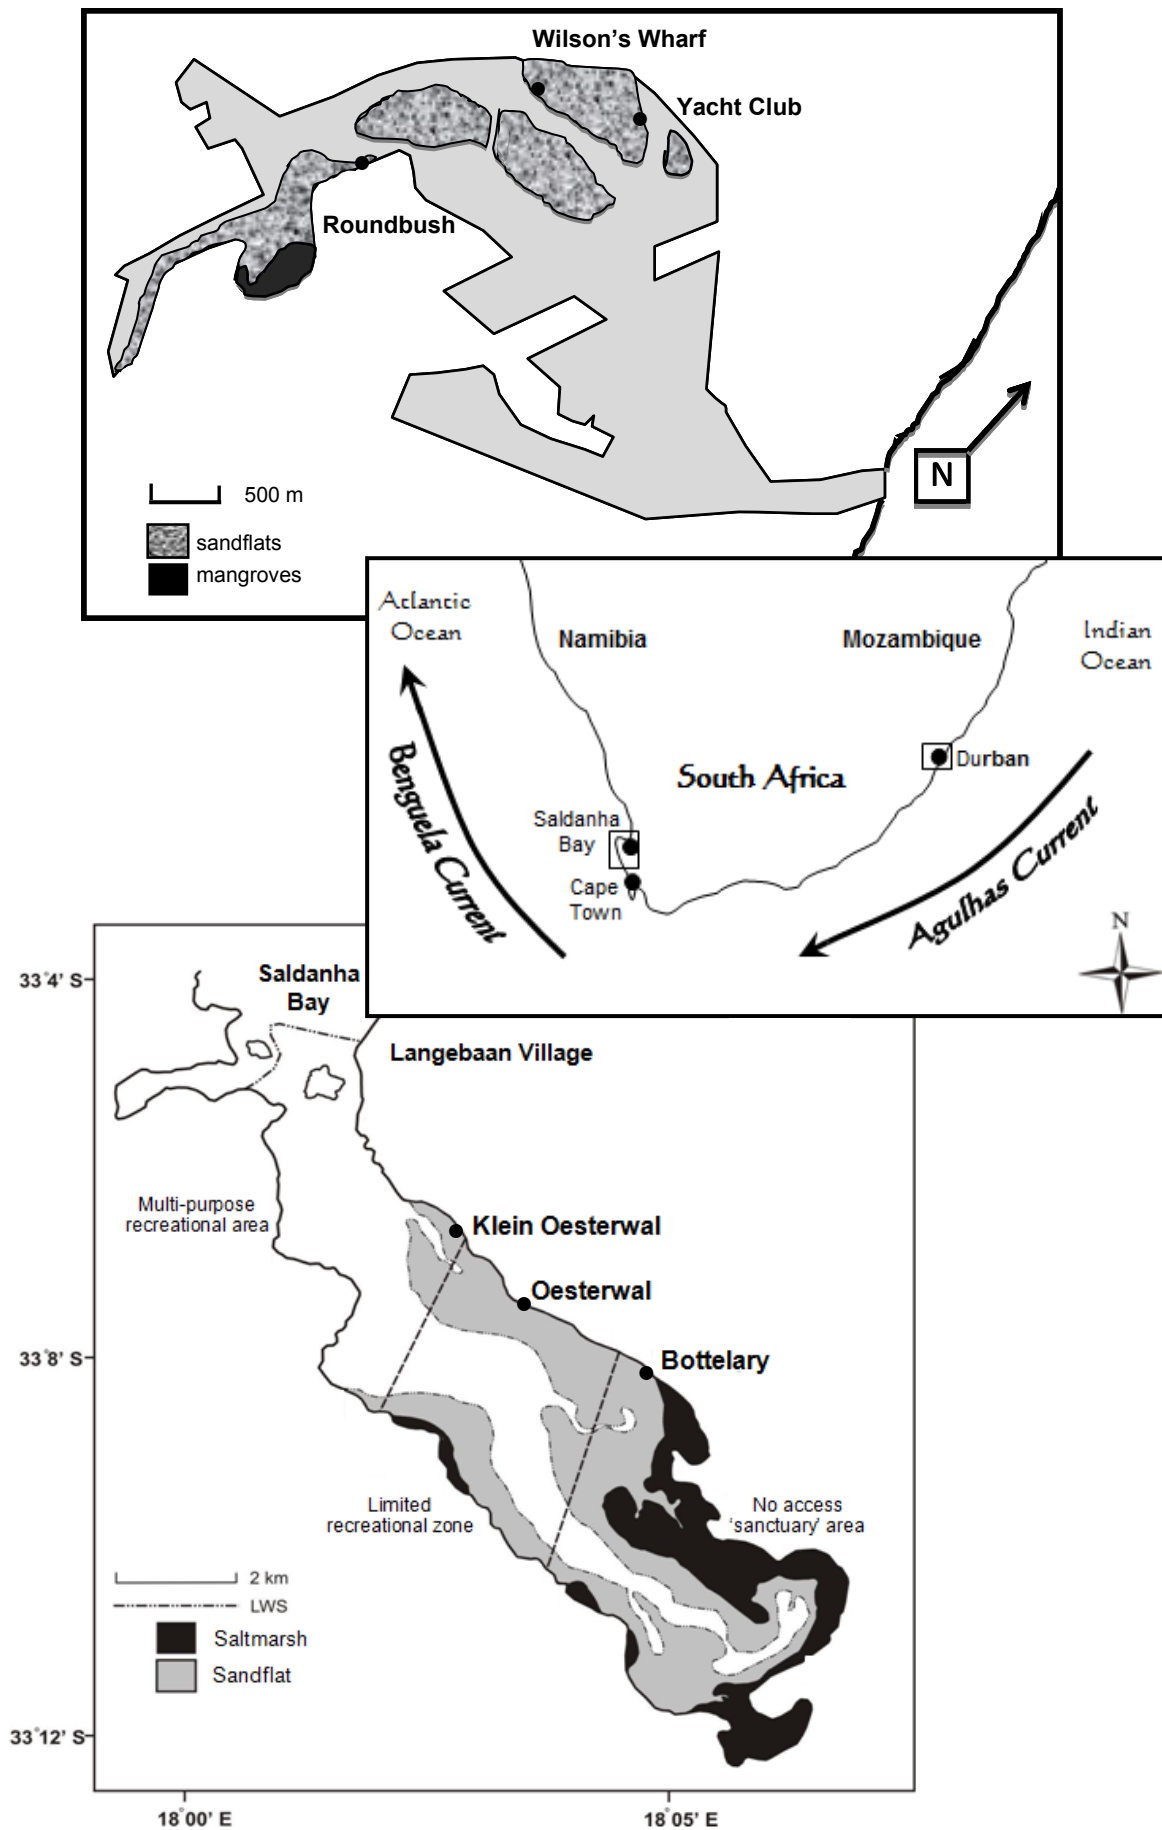 Wilson's Wharf
Yacht Club
Roundbush
N
500 m
sandflats
mangroves
Atlantic
Ocean
Namibia
Mozambique
Indian
Ocean
Benguela Current
South Africa
Durban
Saldanha
Bay
Cape
Town
Agulhas Current
N
33°4' S
Saldanha
Bay
Langebaan Village
Multi-purpose
recreational area
Klein Oesterwal
Oesterwal
33°8' S
Bottelary
Limited
recreational zone
No access
'sanctuary' area
2 km
LWS
Saltmarsh
Sandflat
33°12' S
18°00' E
18°05' E